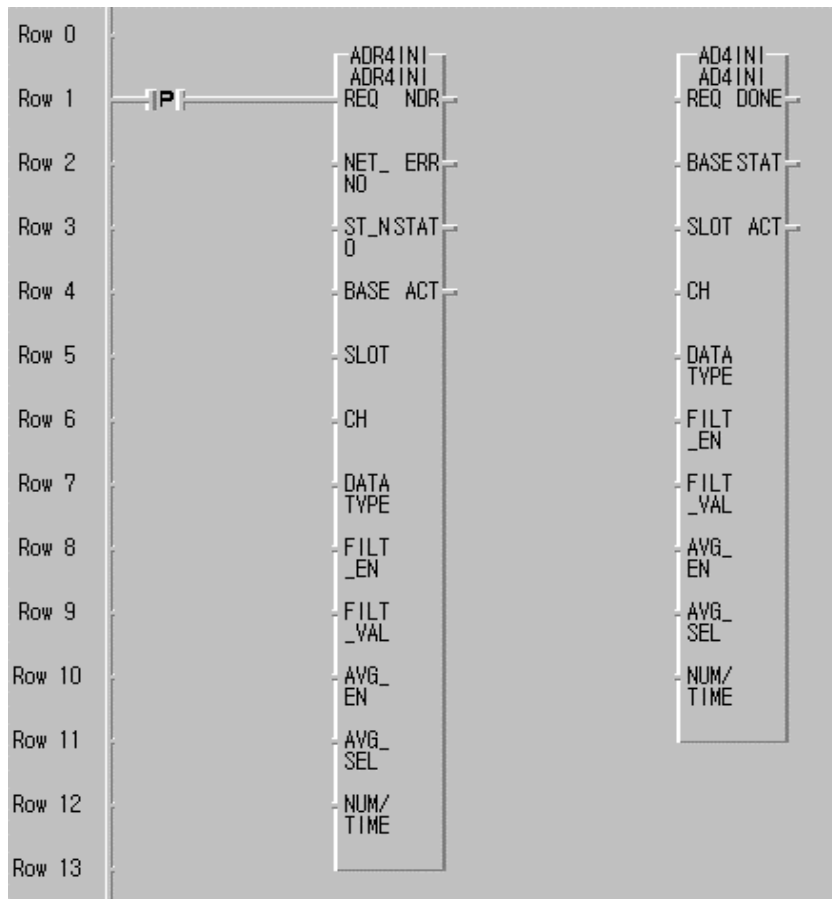 Row 0
ADR4INI
ADR4INI
AD4INI
AD4INI
Row 1
P
REQ NDR
REQ DONE
Row 2
NET_ ERR
NO
BASE STAT
Row 3
ST_N STAT
O
SLOT ACT
Row 4
BASE ACT
CH
Row 5
SLOT
DATA
TYPE
Row 6
CH
FILT
_EN
Row 7
DATA
TYPE
FILT
_VAL
Row 8
FILT
_EN
AVG_
EN
Row 9
FILT
_VAL
AVG_
SEL
Row 10
AVG_
EN
NUM/
TIME
Row 11
AVG_
SEL
Row 12
NUM/
TIME
Row 13